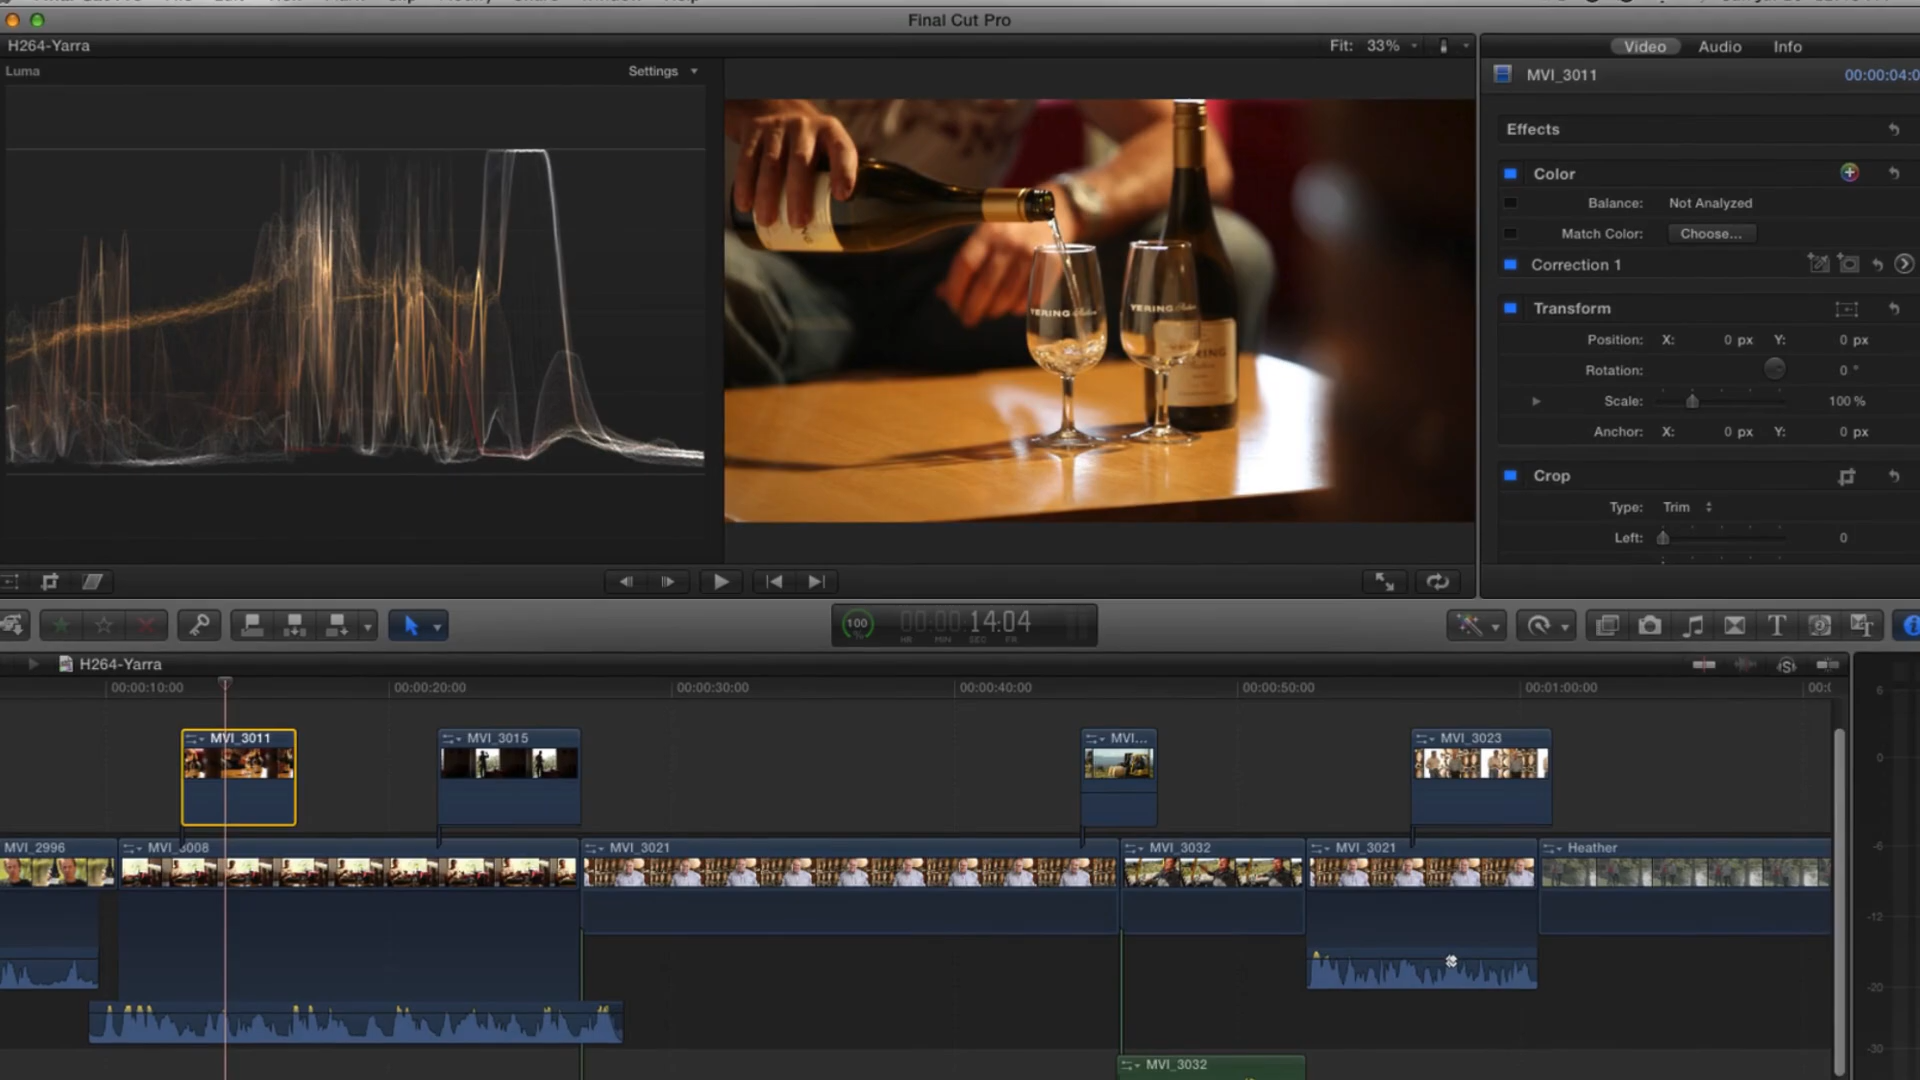 Final Cut Pro
H264-Yarra
Fit: 33%
Video Audio Info
Luma
Settings
MVI_3011
00:00:04:0
Effects
Color
Balance: Not Analyzed
Match Color: Choose...
Correction 1
Transform
Position: X: 0 px Y: 0 px
Rotation: 0 °
Scale: 100 %
Anchor: X: 0 px Y: 0 px
Crop
Type: Trim
Left: 0
YERING Station
YERING
100
%
00:00:14:04
HR MIN SEC FR
H264-Yarra
00:00:10:00 00:00:20:00 00:00:30:00 00:00:40:00 00:00:50:00 00:01:00:00 00:(
MVI_3011 MVI_3015 MVI... MVI_3023
MVI_2996 MVI_3008 MVI_3021 MVI_3032 MVI_3021 Heather
MVI_3032
6
0
-6
-12
-20
-30